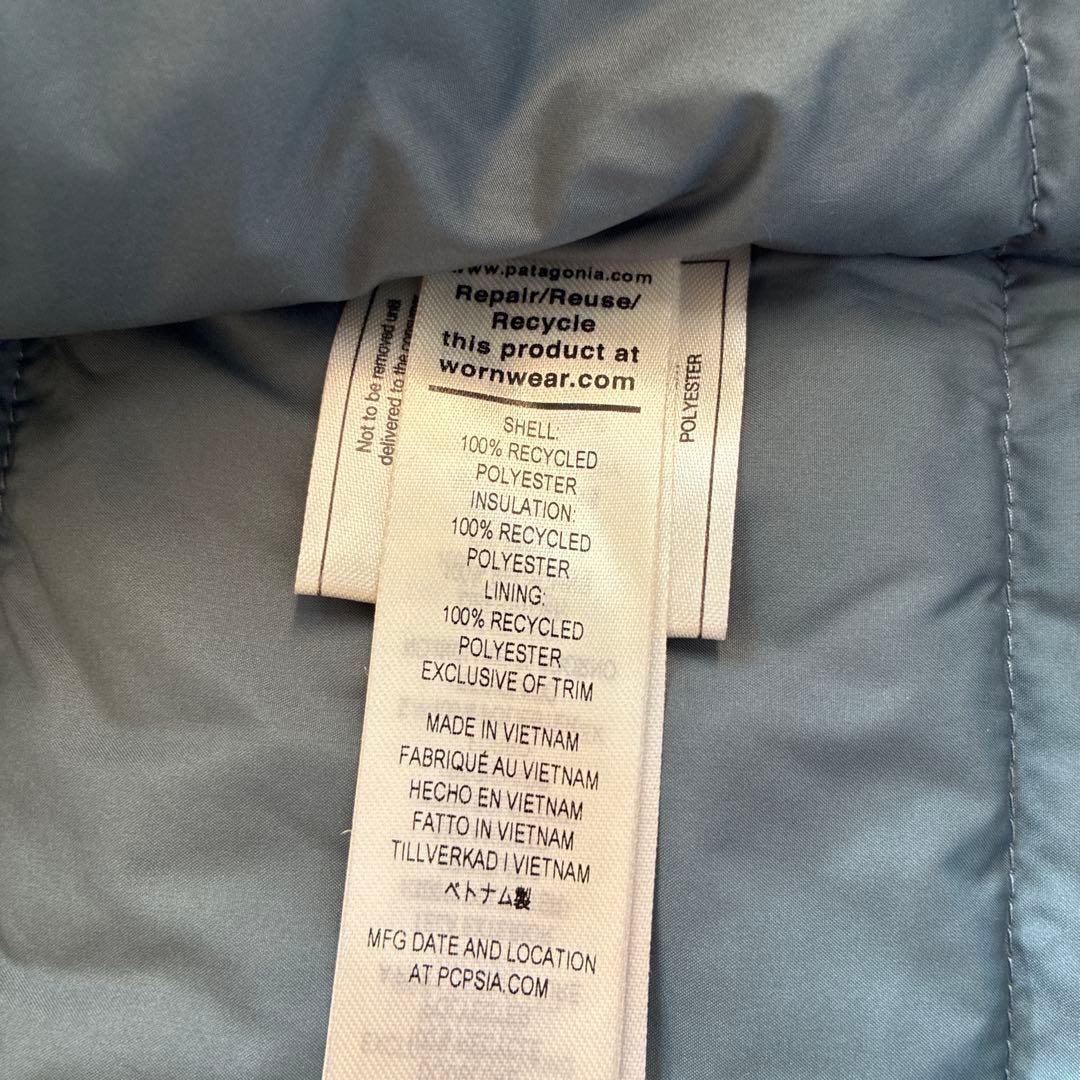 www.patagonia.com
Repair/Reuse/
Recycle
this product at
wornwear.com
SHELL:
100% RECYCLED
POLYESTER
INSULATION:
100% RECYCLED
POLYESTER
LINING:
100% RECYCLED
POLYESTER
EXCLUSIVE OF TRIM
MADE IN VIETNAM
FABRIQUÉ AU VIETNAM
HECHO EN VIETNAM
FATTO IN VIETNAM
TILLVERKAD I VIETNAM
ベトナム製
MFG DATE AND LOCATION
AT PCPSIA.COM
Not to be removed until
delivered to the consumer
POLYESTER